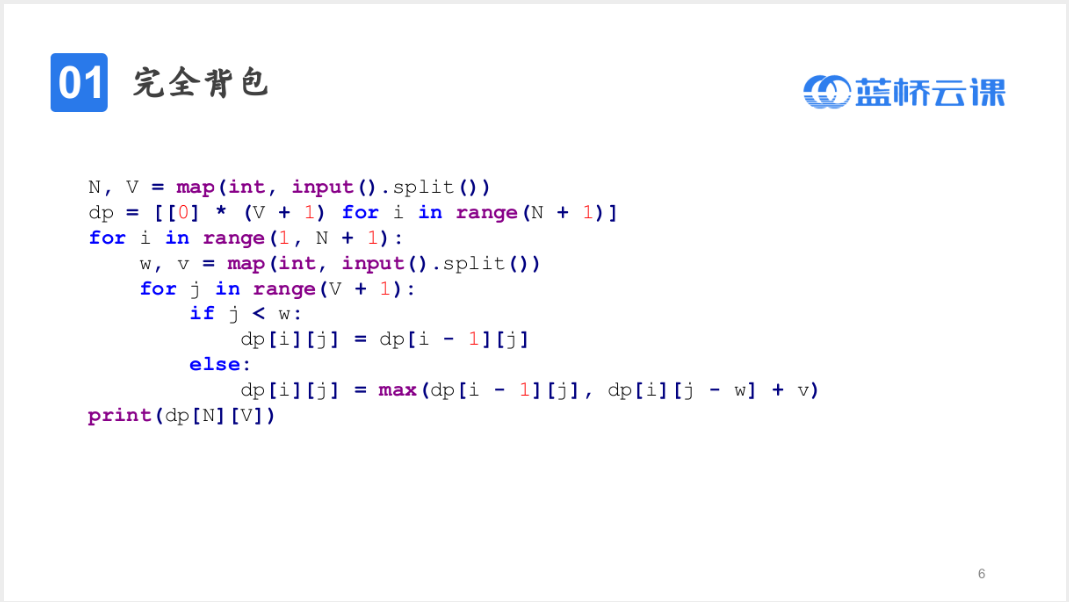 01 完全背包
蓝桥云课
N, V = map(int, input().split())
dp = [[0] * (V + 1) for i in range(N + 1)]
for i in range(1, N + 1):
    w, v = map(int, input().split())
    for j in range(V + 1):
        if j < w:
            dp[i][j] = dp[i - 1][j]
        else:
            dp[i][j] = max(dp[i - 1][j], dp[i][j - w] + v)
print(dp[N][V])
6